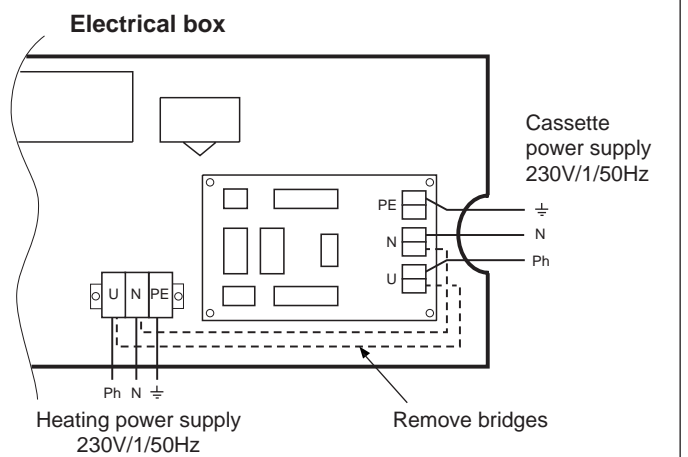 Electrical box
Cassette
power supply
230V/1/50Hz
PE
N
N
Ph
U
U N PE
Ph N
Heating power supply
230V/1/50Hz
Remove bridges